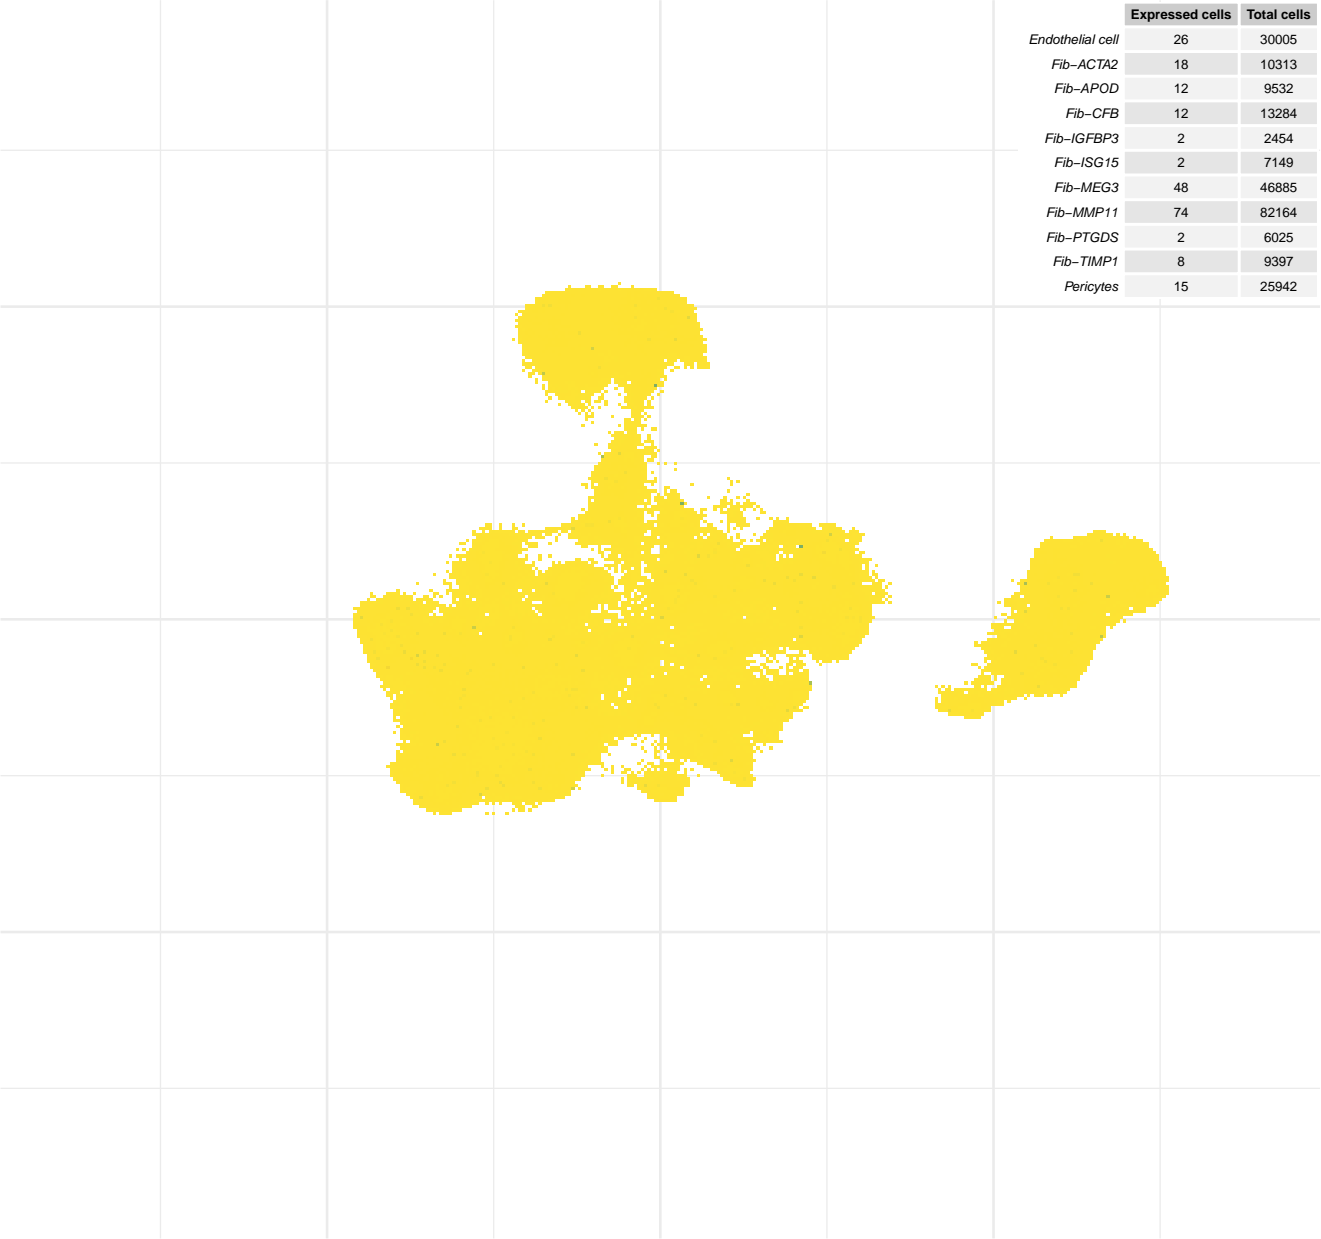 Expressed cells Total cells
Endothelial cell 26 30005
Fib−ACTA2 18 10313
Fib−APOD 12 9532
Fib−CFB 12 13284
Fib−IGFBP3 2 2454
Fib−ISG15 2 7149
Fib−MEG3 48 46885
Fib−MMP11 74 82164
Fib−PTGDS 2 6025
Fib−TIMP1 8 9397
Pericytes 15 25942